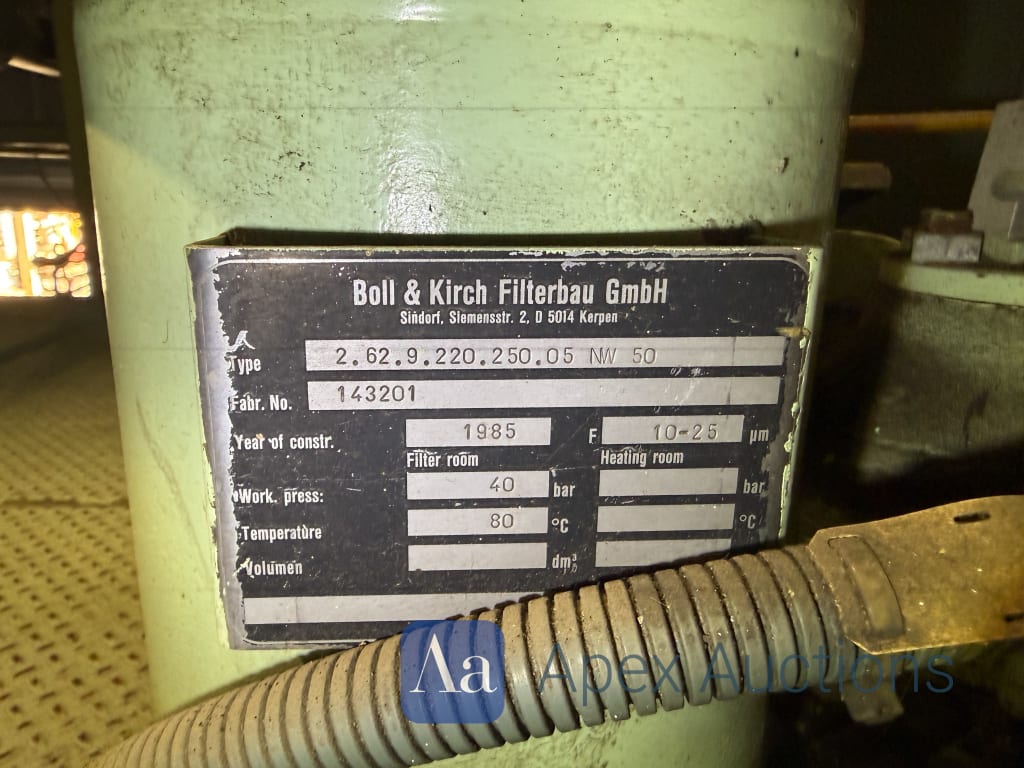 Boll & Kirch Filterbau GmbH
Sindorf, Siemensstr. 2, D 5014 Kerpen
Type 2.62.9.220.250.05 NW 50
Fabr. No. 143201
Year of constr. 1985 F 10-25 µm
Filter room Heating room
Work. press: 40 bar bar
Temperature 80 °C °C
Volumen dm³
Aa Apex Auctions